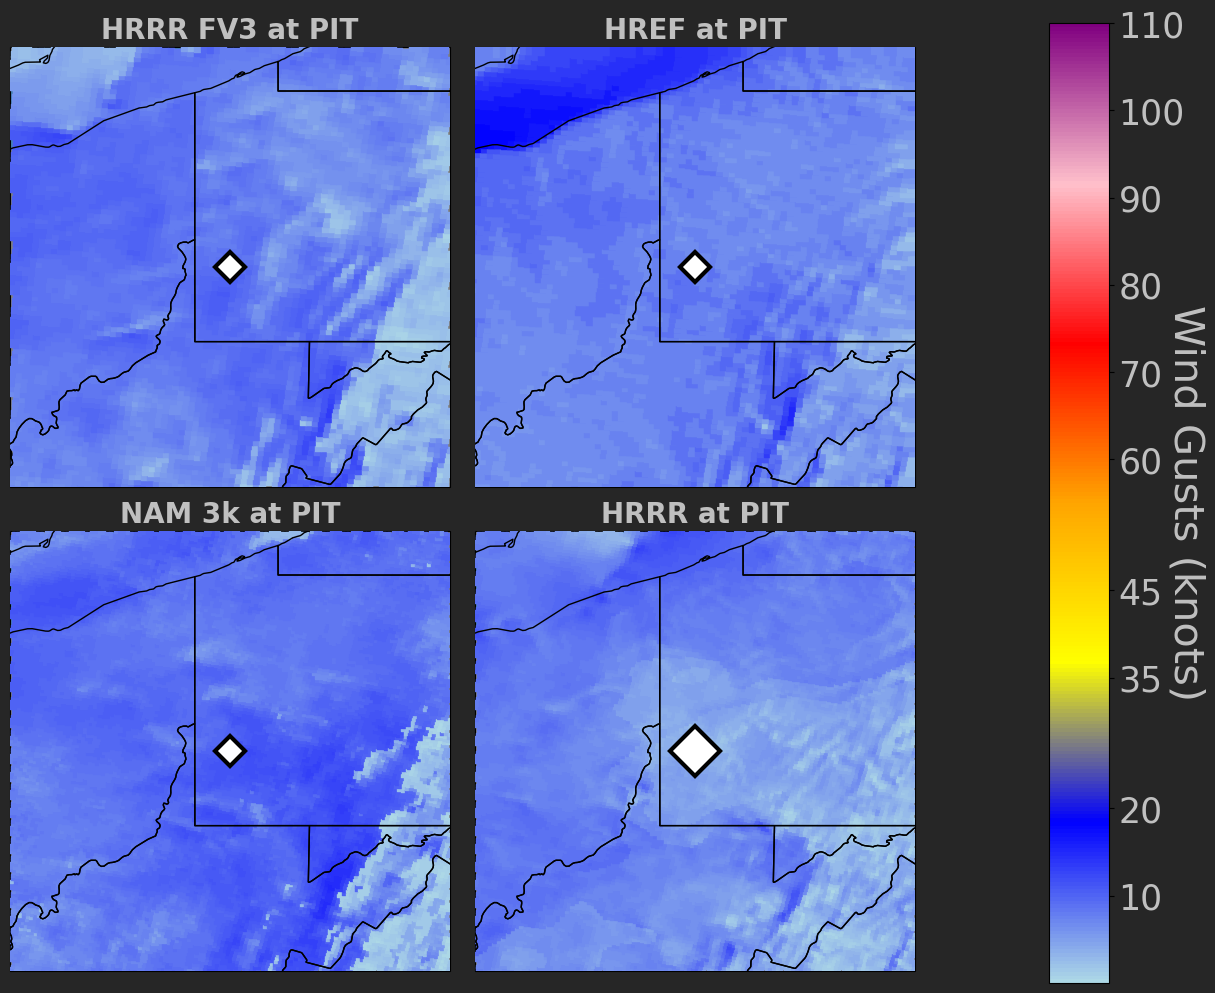 HRRR FV3 at PIT
HREF at PIT
NAM 3k at PIT
HRRR at PIT
110
100
90
80
70
60
45
35
20
10
Wind Gusts (knots)